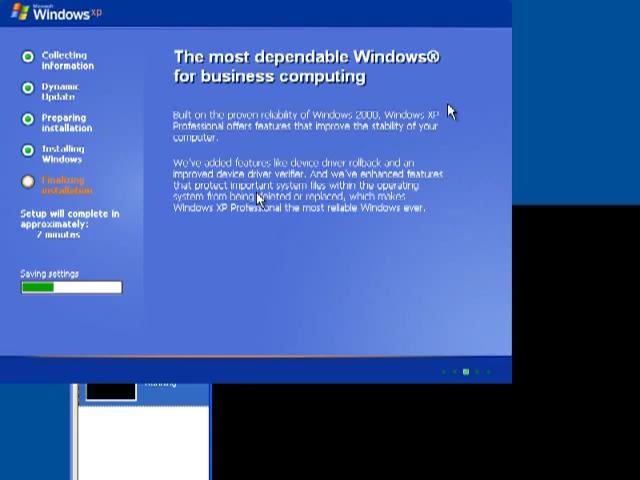 Microsoft
Windows xp
Collecting
information
Dynamic
Update
Preparing
installation
Installing
Windows
Finalizing
installation
Setup will complete in
approximately:
7 minutes
Saving settings
The most dependable Windows®
for business computing
Built on the proven reliability of Windows 2000, Windows XP
Professional offers features that improve the stability of your
computer.
We've added features like device driver rollback and an
improved device driver verifier. And we've enhanced features
that protect important system files within the operating
system from being deleted or replaced, which makes
Windows XP Professional the most reliable Windows ever.
Running